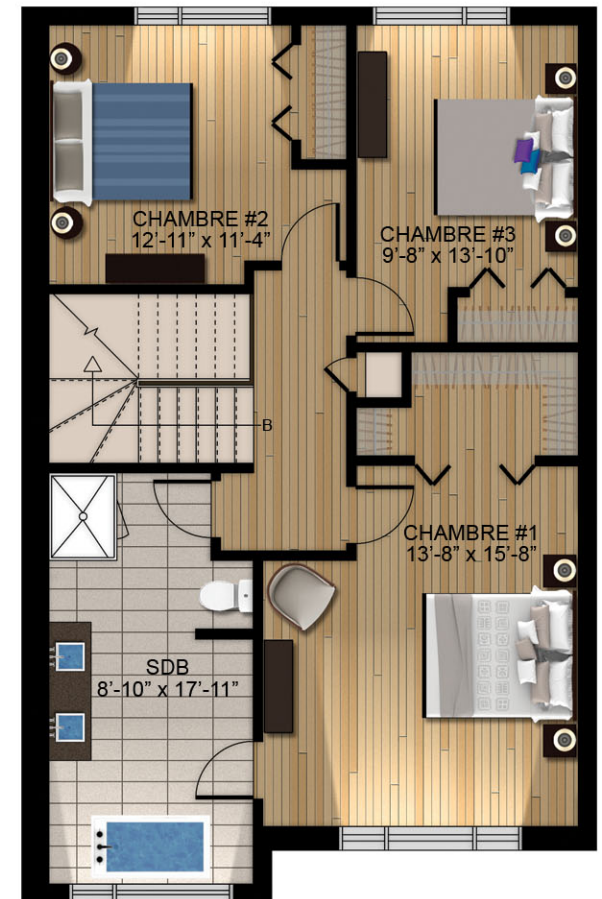 CHAMBRE #2
12'-11" x 11'-4"
CHAMBRE #3
9'-8" x 13'-10"
B
CHAMBRE #1
13'-8" x 15'-8"
SDB
8'-10" x 17'-11"